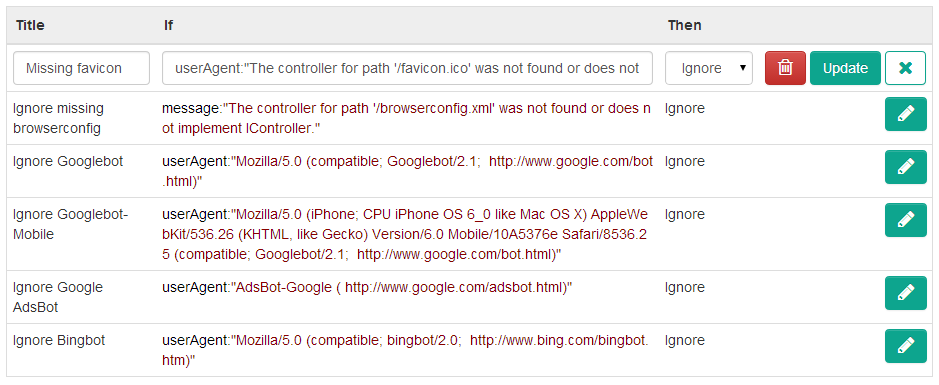 Title If Then
Missing favicon userAgent:"The controller for path '/favicon.ico' was not found or does not Ignore Update
Ignore missing browserconfig message:"The controller for path '/browserconfig.xml' was not found or does n
ot implement IController." Ignore
Ignore Googlebot userAgent:"Mozilla/5.0 (compatible; Googlebot/2.1;  http://www.google.com/bot
.html)" Ignore
Ignore Googlebot-
Mobile
userAgent:"Mozilla/5.0 (iPhone; CPU iPhone OS 6_0 like Mac OS X) AppleWe
bKit/536.26 (KHTML, like Gecko) Version/6.0 Mobile/10A5376e Safari/8536.2
5 (compatible; Googlebot/2.1;  http://www.google.com/bot.html)"
Ignore
Ignore Google
AdsBot
userAgent:"AdsBot-Google ( http://www.google.com/adsbot.html)"
Ignore
Ignore Bingbot
userAgent:"Mozilla/5.0 (compatible; bingbot/2.0;  http://www.bing.com/bingbot.
htm)"
Ignore